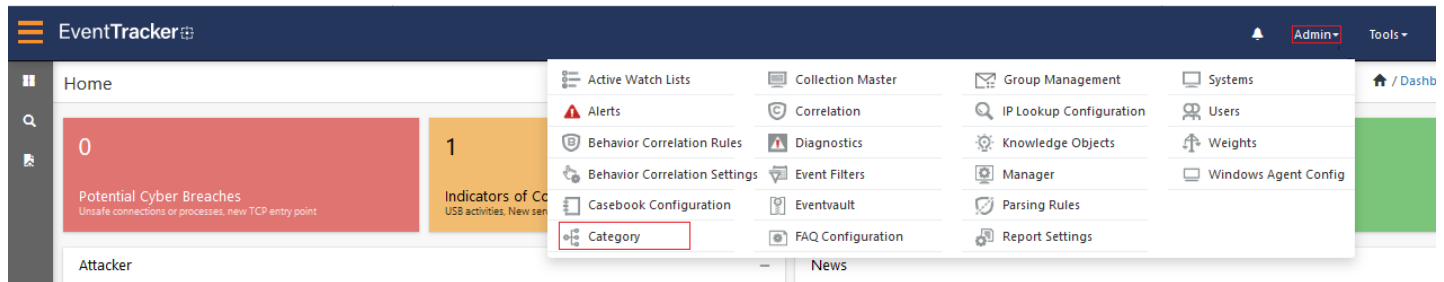 EventTracker
Admin
Tools
Home
/ Dashb
Active Watch Lists
Collection Master
Group Management
Systems
Alerts
Correlation
IP Lookup Configuration
Users
Behavior Correlation Rules
Diagnostics
Knowledge Objects
Weights
Behavior Correlation Settings
Event Filters
Manager
Windows Agent Config
Casebook Configuration
Eventvault
Parsing Rules
Category
FAQ Configuration
Report Settings
0
Potential Cyber Breaches
Unsafe connections or processes, new TCP entry point
1
Indicators of Co
USB activities, New ser
Attacker
News